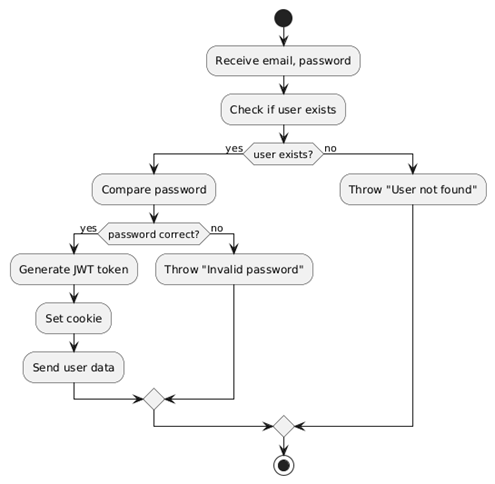 Receive email, password
Check if user exists
yes
user exists?
no
Compare password
Throw "User not found"
yes
password correct?
no
Generate JWT token
Throw "Invalid password"
Set cookie
Send user data